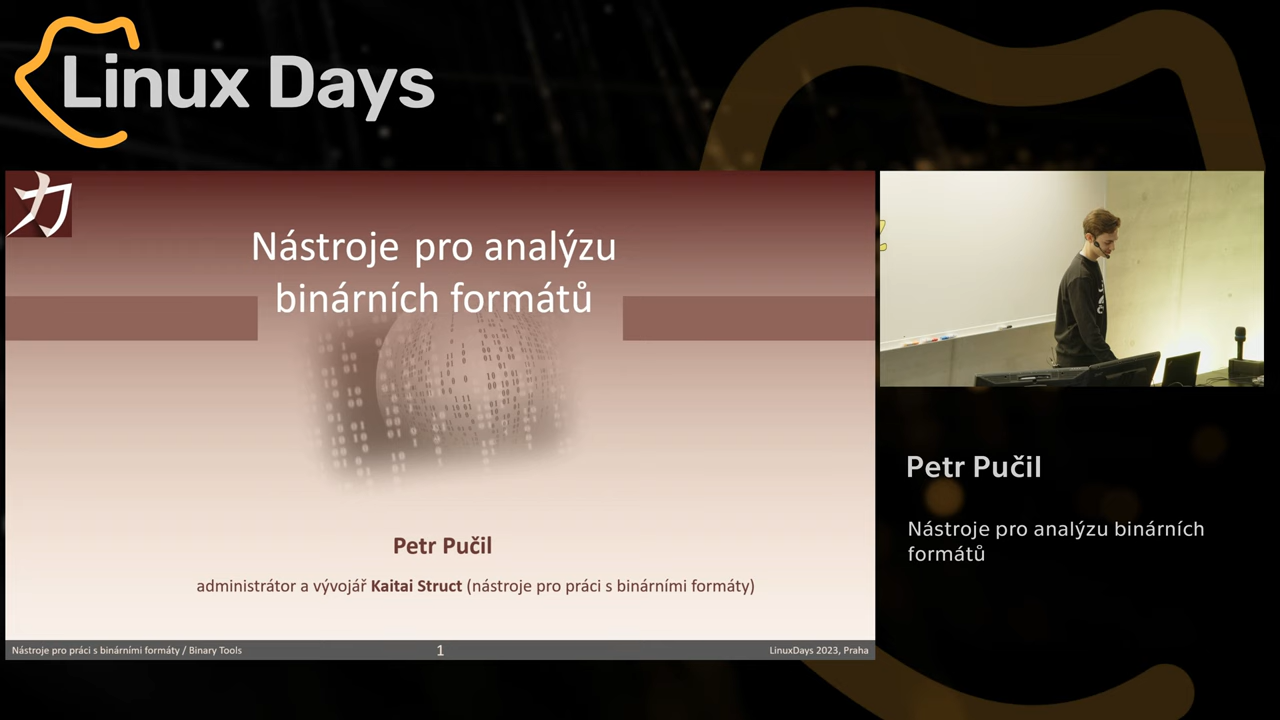 Linux Days
力
Nástroje pro analýzu
binárních formátů
Petr Pučil
administrátor a vývojář Kaitai Struct (nástroje pro práci s binárními formáty)
Nástroje pro práci s binárními formáty / Binary Tools
1
LinuxDays 2023, Praha
Petr Pučil
Nástroje pro analýzu binárních
formátů